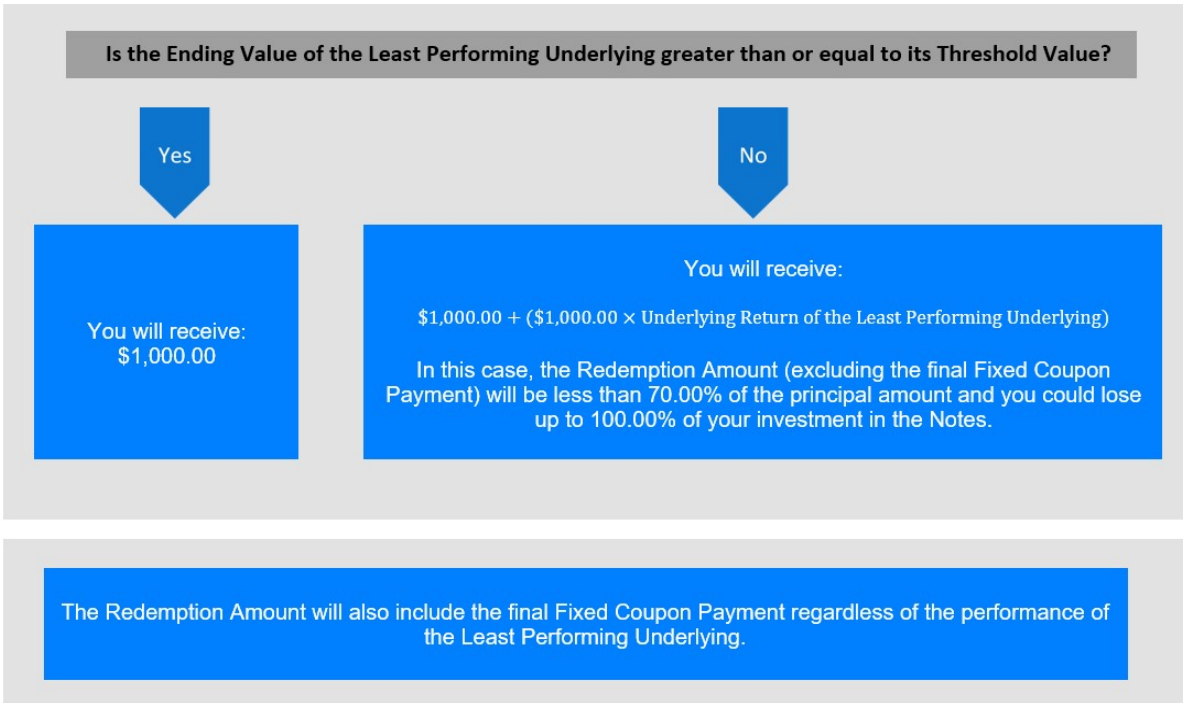 Is the Ending Value of the Least Performing Underlying greater than or equal to its Threshold Value?
Yes
No
You will receive:
$1,000.00
You will receive:
$1,000.00 + ($1,000.00 × Underlying Return of the Least Performing Underlying)
In this case, the Redemption Amount (excluding the final Fixed Coupon
Payment) will be less than 70.00% of the principal amount and you could lose
up to 100.00% of your investment in the Notes.
The Redemption Amount will also include the final Fixed Coupon Payment regardless of the performance of
the Least Performing Underlying.